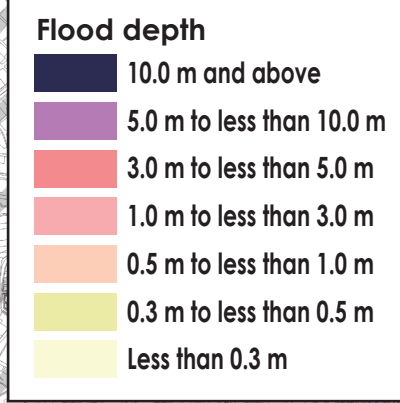 Flood depth
10.0 m and above
5.0 m to less than 10.0 m
3.0 m to less than 5.0 m
1.0 m to less than 3.0 m
0.5 m to less than 1.0 m
0.3 m to less than 0.5 m
Less than 0.3 m